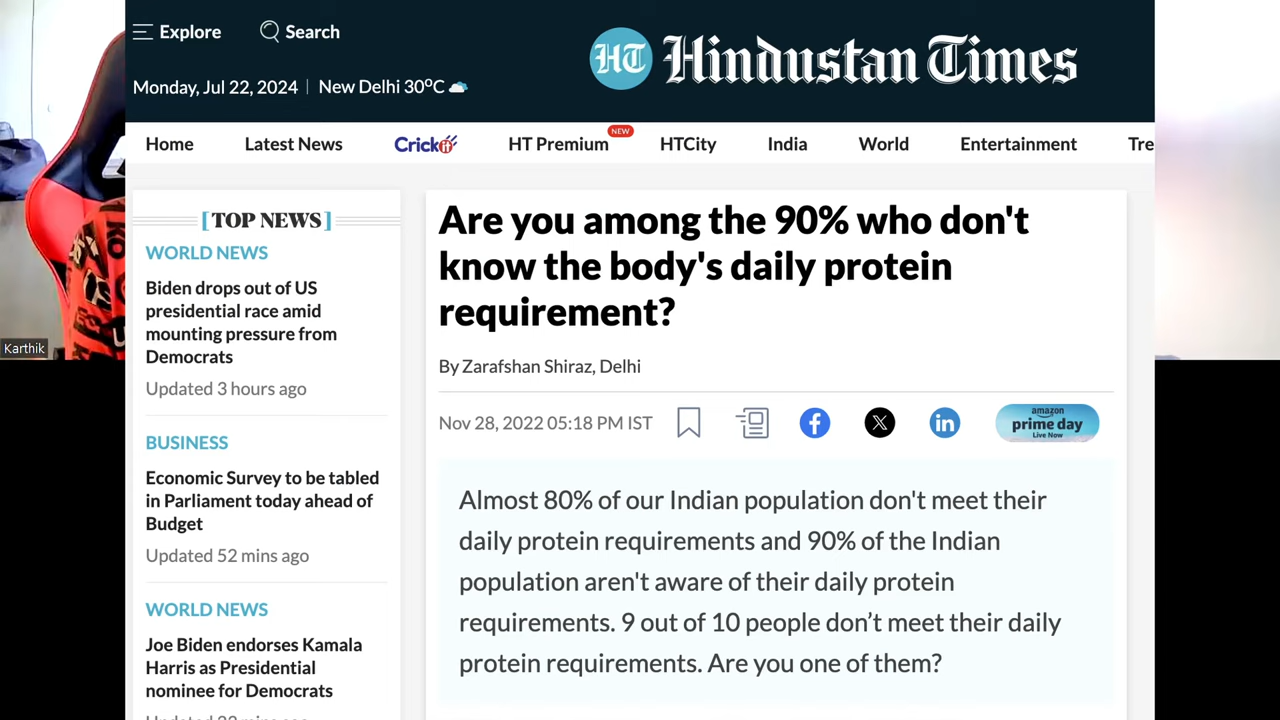 Explore
Search
HT Hindustan Times
Monday, Jul 22, 2024 | New Delhi 30⁰C
Home Latest News Crickit HT Premium NEW HTCity India World Entertainment Tre
[TOP NEWS]
WORLD NEWS
Biden drops out of US
presidential race amid
mounting pressure from
Democrats
Updated 3 hours ago
BUSINESS
Economic Survey to be tabled
in Parliament today ahead of
Budget
Updated 52 mins ago
WORLD NEWS
Joe Biden endorses Kamala
Harris as Presidential
nominee for Democrats
Are you among the 90% who don't
know the body's daily protein
requirement?
By Zarafshan Shiraz, Delhi
Nov 28, 2022 05:18 PM IST
amazon
prime day
Live Now
Almost 80% of our Indian population don't meet their
daily protein requirements and 90% of the Indian
population aren't aware of their daily protein
requirements. 9 out of 10 people don’t meet their daily
protein requirements. Are you one of them?
Karthik